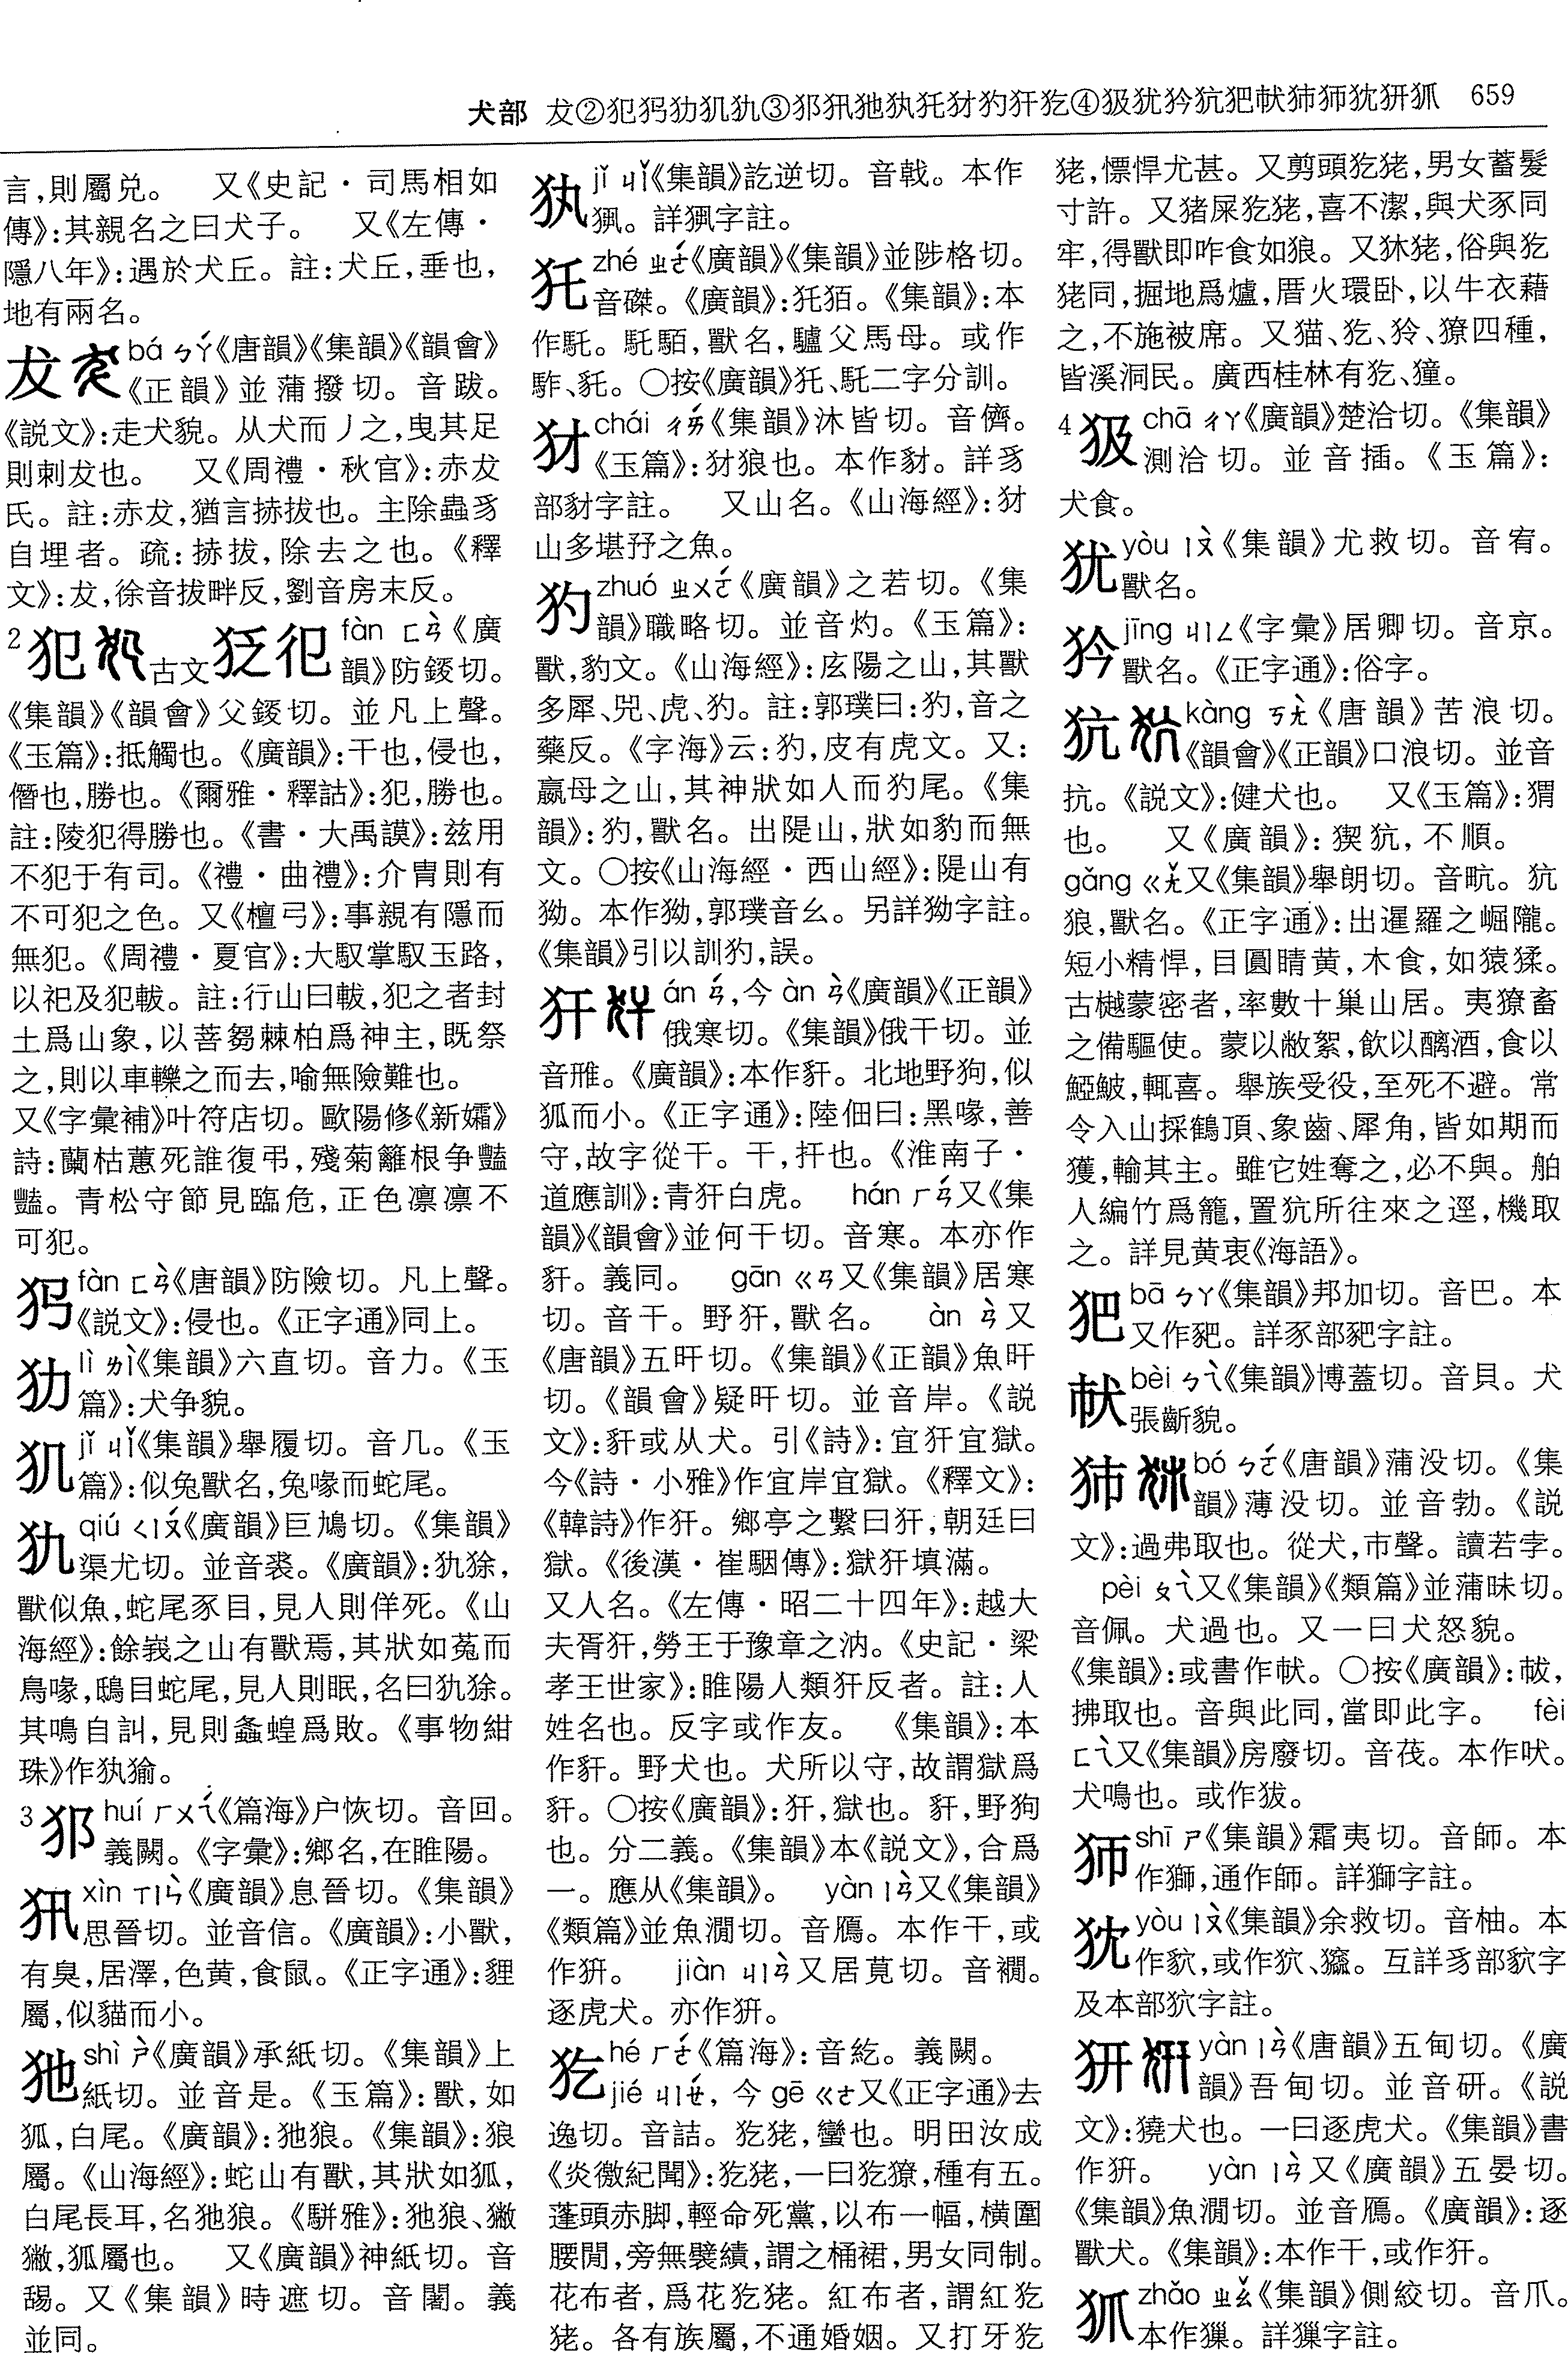 犬部 犮②犯㺱㹤犰犰③㹯㺀㹝㹣㹥犲犳犴犵④㹺犹㹼犺犯㹳㹾狮狖豜狐 659
言，則屬兑。　又《史記·司馬相如
傳》：其親名之曰犬子。　又《左傳·
隱八年》：遇於犬丘。註：犬丘，垂也，
地有兩名。
犮 bá ㄅㄚˊ《唐韻》《集韻》《韻會》
《正韻》並蒲撥切。音跋。
《説文》：走犬貌。从犬而丿之，曳其足
則剌犮也。　又《周禮·秋官》：赤犮
氏。註：赤犮，猶言捇拔也。主除蟲豸
自埋者。疏：捇拔，除去之也。《釋
文》：犮，徐音拔畔反，劉音房末反。
2 犯 古文 fàn ㄈㄢˋ《廣
韻》防錽切。
《集韻》《韻會》父錽切。並凡上聲。
《玉篇》：抵觸也。《廣韻》：干也，侵也，
僭也，勝也。《爾雅·釋詁》：犯，勝也。
註：陵犯得勝也。《書·大禹謨》：兹用
不犯于有司。《禮·曲禮》：介冑則有
不可犯之色。又《檀弓》：事親有隱而
無犯。《周禮·夏官》：大馭掌馭玉路，
以祀及犯軷。註：行山曰軷，犯之者封
土爲山象，以菩芻棘柏爲神主，既祭
之，則以車轢之而去，喻無險難也。
又《字彙補》叶符店切。歐陽修《新孀》
詩：蘭枯蕙死誰復弔，殘菊籬根争豔
豔。青松守節見臨危，正色凛凛不
可犯。
fàn ㄈㄢˋ《唐韻》防險切。凡上聲。
《説文》：侵也。《正字通》同上。
lì ㄌㄧˋ《集韻》六直切。音力。《玉
篇》：犬争貌。
jǐ ㄐㄧˇ《集韻》舉履切。音几。《玉
篇》：似兔獸名，兔喙而蛇尾。
犰 qiú ㄑㄧㄡˊ《廣韻》巨鳩切。《集韻》
渠尤切。並音裘。《廣韻》：犰狳，
獸似魚，蛇尾豕目，見人則佯死。《山
海經》：餘峩之山有獸焉，其狀如菟而
鳥喙，鴟目蛇尾，見人則眠，名曰犰狳。
其鳴自訆，見則螽蝗爲敗。《事物紺
珠》作㹣㺄。
3 huí ㄏㄨㄟˊ《篇海》户恢切。音回。
義闕。《字彙》：鄉名，在睢陽。
xìn ㄒㄧㄣˋ《廣韻》息晉切。《集韻》
思晉切。並音信。《廣韻》：小獸，
有臭，居澤，色黄，食鼠。《正字通》：貍
屬，似貓而小。
shì ㄕˋ《廣韻》承紙切。《集韻》上
紙切。並音是。《玉篇》：獸，如
狐，白尾。《廣韻》：狏狼。《集韻》：狼
屬。《山海經》：蛇山有獸，其狀如狐，
白尾長耳，名狏狼。《駢雅》：狏狼、獙
獙，狐屬也。　又《廣韻》神紙切。音
舓。又《集韻》時遮切。音闍。義
並同。
jǐ ㄐㄧˇ《集韻》訖逆切。音戟。本作
㹟。詳㹟字註。
zhé ㄓㄜˊ《廣韻》《集韻》並陟格切。
音磔。《廣韻》：㹥㹮。《集韻》：本
作馲。馲駬，獸名，驢父馬母。或作
駞、䝋。○按《廣韻》㹥、馲二字分訓。
犲 chái ㄔㄞˊ《集韻》沐皆切。音儕。
《玉篇》：犲狼也。本作豺。詳豸
部豺字註。　又山名。《山海經》：犲
山多堪㐨之魚。
犳 zhuó ㄓㄨㄛˊ《廣韻》之若切。《集
韻》職略切。並音灼。《玉篇》：
獸，豹文。《山海經》：厎陽之山，其獸
多犀、兕、虎、犳。註：郭璞曰：犳，音之
藥反。《字海》云：犳，皮有虎文。又：
嬴母之山，其神狀如人而犳尾。《集
韻》：犳，獸名。出隄山，狀如豹而無
文。○按《山海經·西山經》：隄山有
狕。本作狕，郭璞音幺。另詳狕字註。
《集韻》引以訓犳，誤。
犴 án ㄢˊ，今 àn ㄢˋ《廣韻》《正韻》
俄寒切。《集韻》俄干切。並
音䧹。《廣韻》：本作豻。北地野狗，似
狐而小。《正字通》：陸佃曰：黑喙，善
守，故字從干。干，扞也。《淮南子·
道應訓》：青犴白虎。　hán ㄏㄢˊ又《集
韻》《韻會》並何干切。音寒。本亦作
豻。義同。　gān ㄍㄢ又《集韻》居寒
切。音干。野犴，獸名。　àn ㄢˋ又
《唐韻》五旰切。《集韻》《正韻》魚旰
切。《韻會》疑旰切。並音岸。《説
文》：豻或从犬。引《詩》：宜犴宜獄。
今《詩·小雅》作宜岸宜獄。《釋文》：
《韓詩》作犴。鄉亭之繫曰犴，朝廷曰
獄。《後漢·崔駰傳》：獄犴填滿。
又人名。《左傳·昭二十四年》：越大
夫胥犴，勞王于豫章之汭。《史記·梁
孝王世家》：睢陽人類犴反者。註：人
姓名也。反字或作友。　《集韻》：本
作豻。野犬也。犬所以守，故謂獄爲
豻。○按《廣韻》：犴，獄也。豻，野狗
也。分二義。《集韻》本《説文》，合爲
一。應从《集韻》。　yàn ㄧㄢˋ又《集韻》
《類篇》並魚澗切。音鴈。本作干，或
作豣。　jiàn ㄐㄧㄢˋ又居莧切。音襉。
逐虎犬。亦作豣。
犵 hé ㄏㄜˊ《篇海》：音紇。義闕。
jié ㄐㄧㄝˊ，今 gē ㄍㄜ又《正字通》去
逸切。音詰。犵狫，蠻也。明田汝成
《炎徼紀聞》：犵狫，一曰犵獠，種有五。
蓬頭赤脚，輕命死黨，以布一幅，横圍
腰間，旁無襞績，謂之桶裙，男女同制。
花布者，爲花犵狫。紅布者，謂紅犵
狫。各有族屬，不通婚姻。又打牙犵
狫，慓悍尤甚。又剪頭犵狫，男女蓄髮
寸許。又猪屎犵狫，喜不潔，與犬豕同
牢，得獸即咋食如狼。又狇狫，俗與犵
狫同，掘地爲爐，厝火環卧，以牛衣藉
之，不施被席。又猫、犵、狑、獠四種，
皆溪洞民。廣西桂林有犵、獞。
4 chā ㄔㄚ《廣韻》楚洽切。《集韻》
測洽切。並音插。《玉篇》：
犬食。
犹 yòu ㄧㄡˋ《集韻》尤救切。音宥。
獸名。
jīng ㄐㄧㄥ《字彙》居卿切。音京。
獸名。《正字通》：俗字。
犺 kàng ㄎㄤˋ《唐韻》苦浪切。
《韻會》《正韻》口浪切。並音
抗。《説文》：健犬也。　又《玉篇》：猬
也。　又《廣韻》：猰犺，不順。
gǎng ㄍㄤˇ又《集韻》舉朗切。音䟘。犺
狼，獸名。《正字通》：出暹羅之崛隴。
短小精悍，目圓睛黄，木食，如猿猱。
古樾蒙密者，率數十巢山居。夷獠畜
之備驅使。蒙以敝絮，飲以醨酒，食以
鯹鮍，輒喜。舉族受役，至死不避。常
令入山採鶴頂、象齒、犀角，皆如期而
獲，輸其主。雖它姓奪之，必不與。舶
人編竹爲籠，置犺所往來之逕，機取
之。詳見黄衷《海語》。
bā ㄅㄚ《集韻》邦加切。音巴。本
又作豝。詳豕部豝字註。
bèi ㄅㄟˋ《集韻》博蓋切。音貝。犬
張齗貌。
bó ㄅㄛˊ《唐韻》蒲没切。《集
韻》薄没切。並音勃。《説
文》：過弗取也。從犬，巿聲。讀若孛。
pèi ㄆㄟˋ又《集韻》《類篇》並蒲昧切。
音佩。犬過也。又一曰犬怒貌。
《集韻》：或書作㹳。○按《廣韻》：㧊，
拂取也。音與此同，當即此字。　fèi
ㄈㄟˋ又《集韻》房廢切。音茷。本作吠。
犬鳴也。或作㹎。
狮 shī ㄕ《集韻》霜夷切。音師。本
作獅，通作師。詳獅字註。
狖 yòu ㄧㄡˋ《集韻》余救切。音柚。本
作貁，或作狖、㺠。互詳豸部貁字
及本部狖字註。
yàn ㄧㄢˋ《唐韻》五甸切。《廣
韻》吾甸切。並音研。《説
文》：獟犬也。一曰逐虎犬。《集韻》書
作豣。　yàn ㄧㄢˋ又《廣韻》五晏切。
《集韻》魚澗切。並音鴈。《廣韻》：逐
獸犬。《集韻》：本作干，或作犴。
zhǎo ㄓㄠˇ《集韻》側絞切。音爪。
本作獵。詳獵字註。